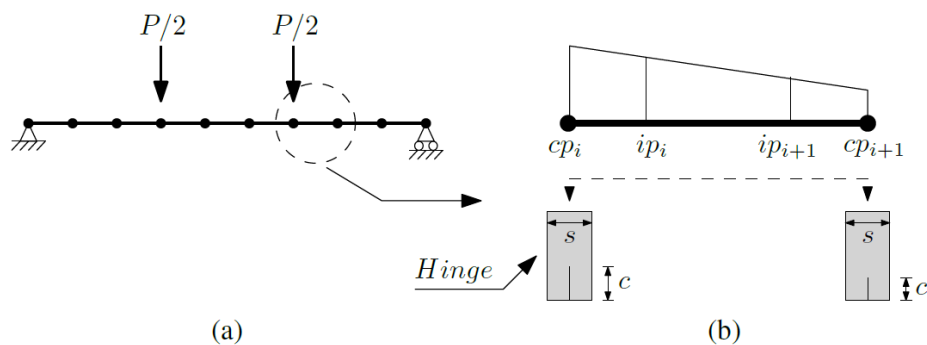 P/2 P/2
cp_i ip_i ip_{i+1} cp_{i+1}
s s
Hinge c c
(a) (b)